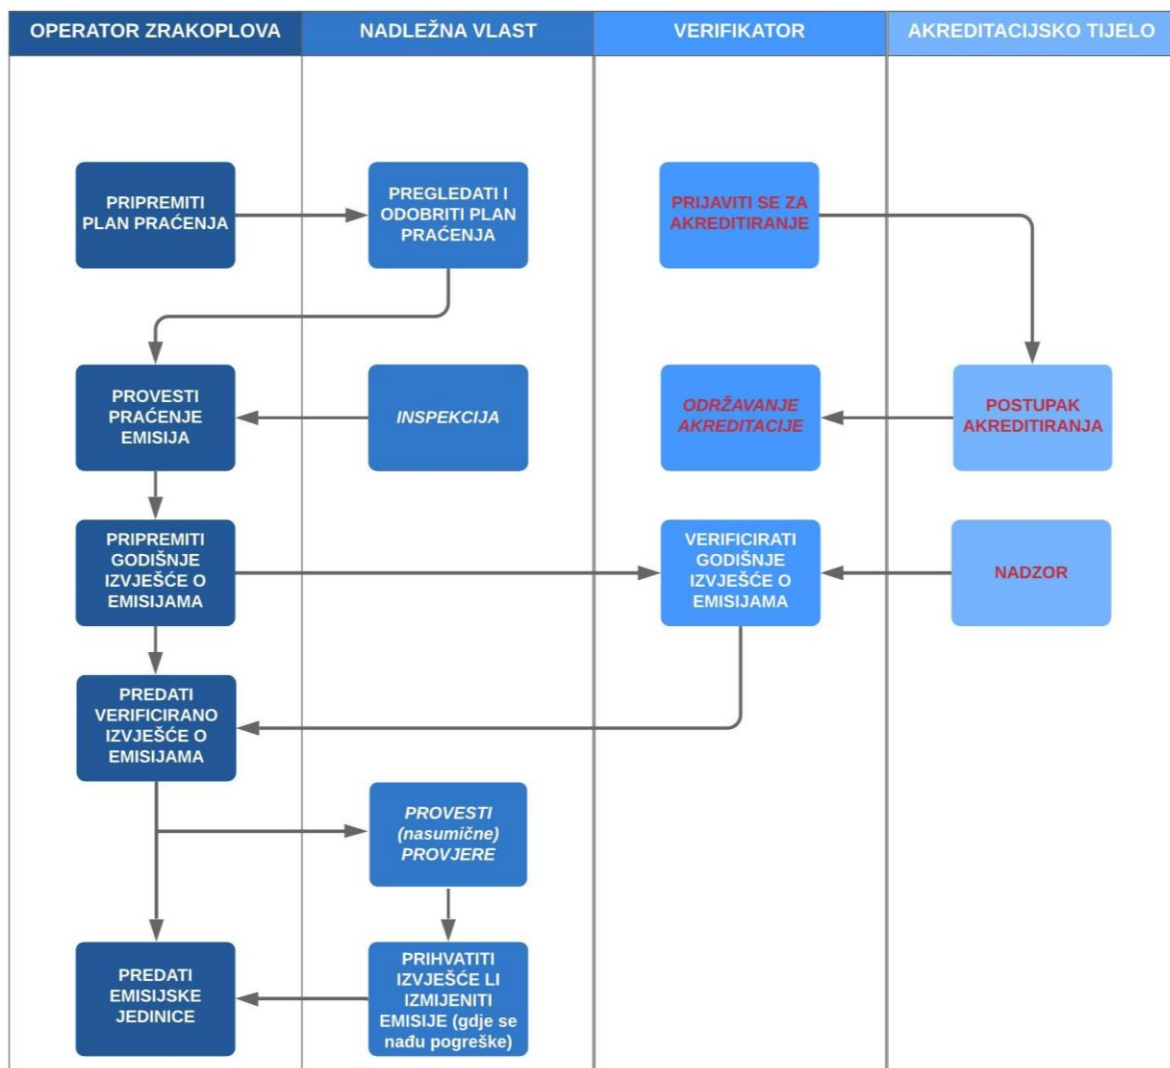 OPERATOR ZRAKOPLOVA
NADLEŽNA VLAST
VERIFIKATOR
AKREDITACIJSKO TIJELO
PRIPREMITI
PLAN PRAĆENJA
PREGLEDATI I
ODOBRITI PLAN
PRAĆENJA
PRIJAVITI SE ZA
AKREDITIRANJE
PROVESTI
PRAĆENJE
EMISIJA
INSPEKCIJA
ODRŽAVANJE
AKREDITACIJE
POSTUPAK
AKREDITIRANJA
PRIPREMITI
GODIŠNJE
IZVJEŠĆE O
EMISIJAMA
VERIFICIRATI
GODIŠNJE
IZVJEŠĆE O
EMISIJAMA
NADZOR
PREDATI
VERIFICIRANO
IZVJEŠĆE O
EMISIJAMA
PROVESTI
(nasumične)
PROVJERE
PREDATI
EMISIJSKE
JEDINICE
PRIHVATITI
IZVJEŠĆE LI
IZMIJENITI
EMISIJE (gdje se
nađu pogreške)